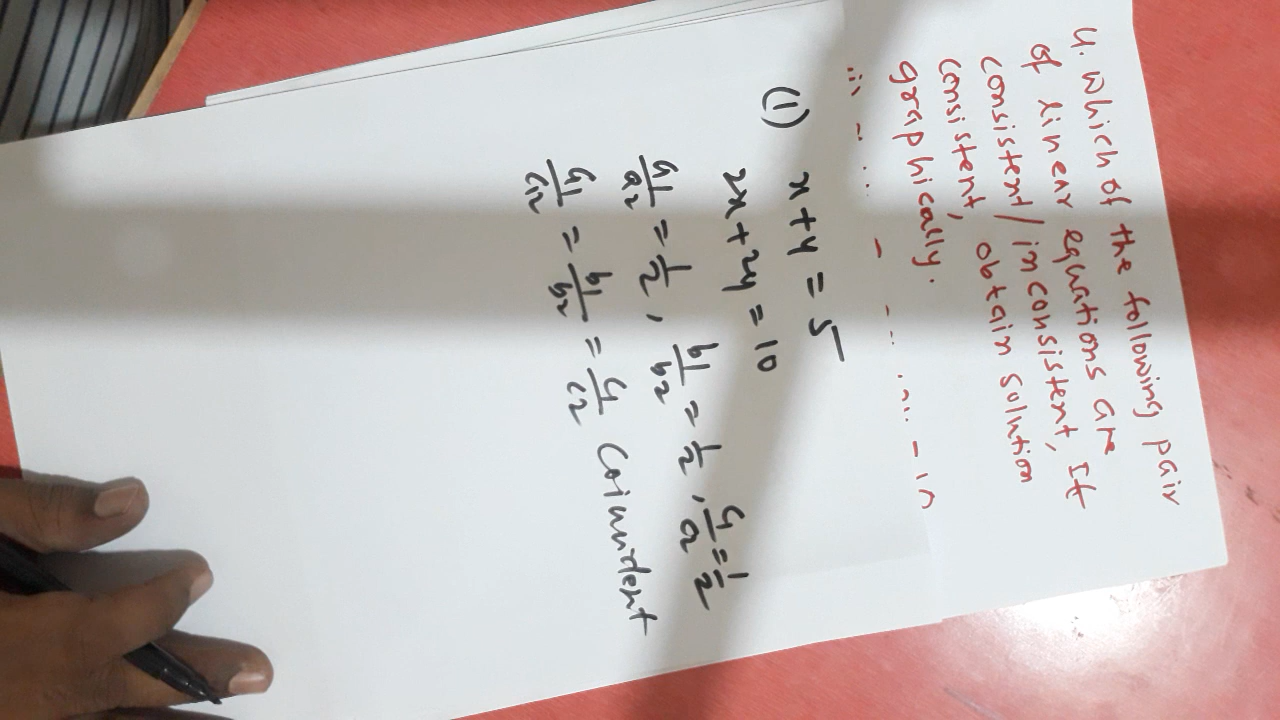 4. Which of the following pair
of linear equations are
consistent/inconsistent, If
consistent, obtain solution
graphically.
(1) x+y = 5
2x+2y = 10
a1/a2 = 1/2, b1/b2 = 1/2, c1/c2 = 1/2
a1/a2 = b1/b2 = c1/c2 Coincident